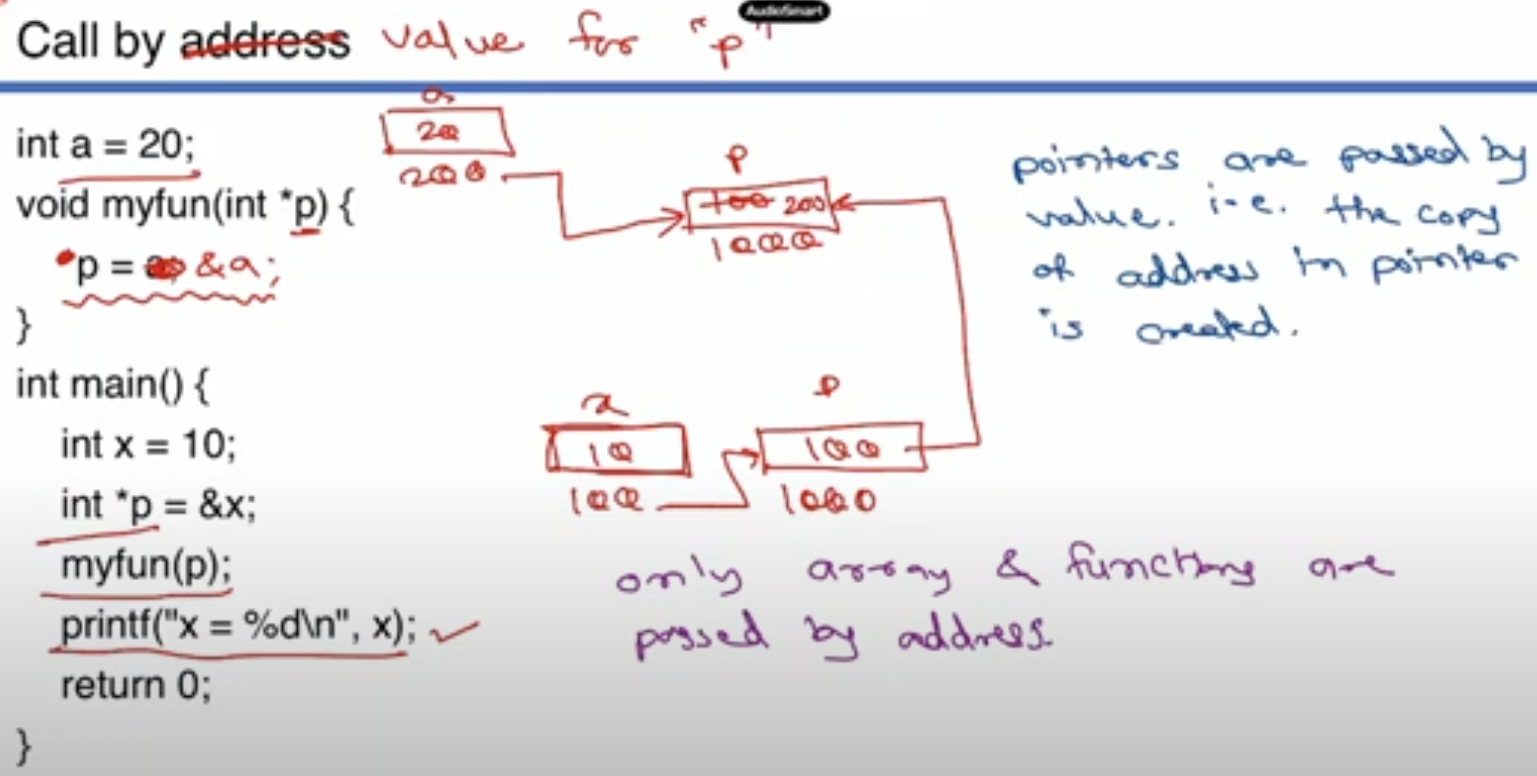 AudioSmart
Call by address value for "p"
int a = 20;
void myfun(int *p) {
*p = &a;
}
int main() {
int x = 10;
int *p = &x;
myfun(p);
printf("x = %d\n", x);
return 0;
}
a
20
200
p
100 200
1000
x
10
100
p
100
1000
pointers are passed by
value. i.e. the copy
of address in pointer
is created.
only array & functions are
passed by address